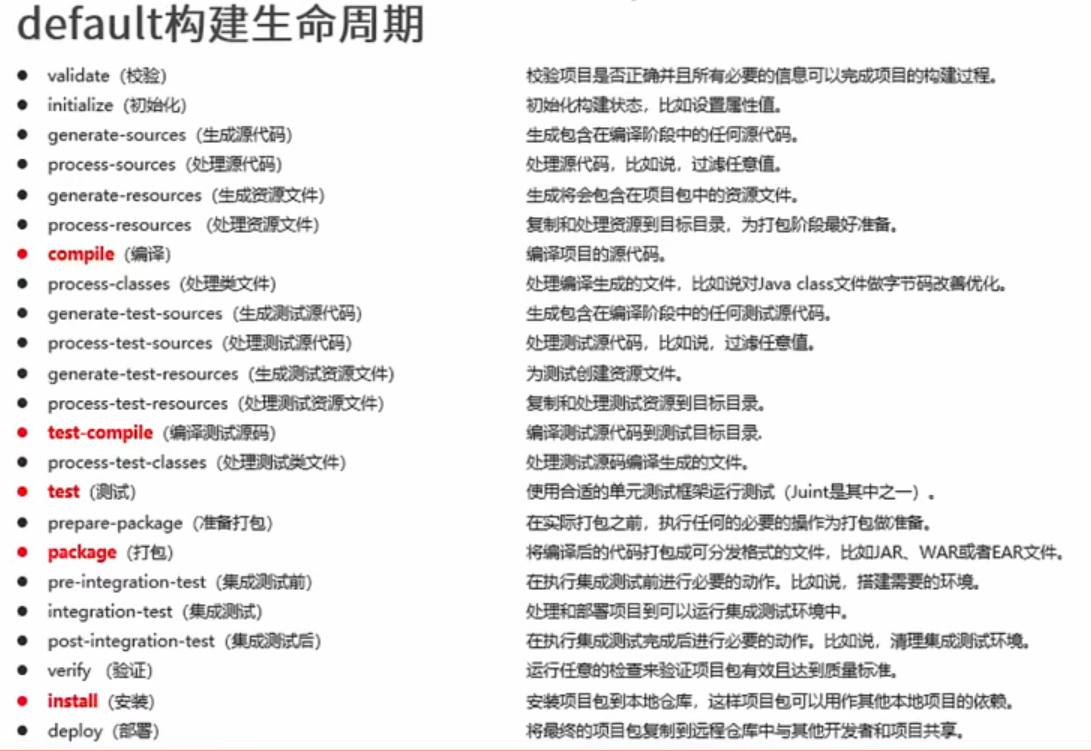 default构建生命周期
● validate（校验） 校验项目是否正确并且所有必要的信息可以完成项目的构建过程。
● initialize（初始化） 初始化构建状态，比如设置属性值。
● generate-sources（生成源代码） 生成包含在编译阶段中的任何源代码。
● process-sources（处理源代码） 处理源代码，比如说，过滤任意值。
● generate-resources（生成资源文件） 生成将会包含在项目包中的资源文件。
● process-resources （处理资源文件） 复制和处理资源到目标目录，为打包阶段最好准备。
● compile（编译） 编译项目的源代码。
● process-classes（处理类文件） 处理编译生成的文件，比如说对Java class文件做字节码改善优化。
● generate-test-sources（生成测试源代码） 生成包含在编译阶段中的任何测试源代码。
● process-test-sources（处理测试源代码） 处理测试源代码，比如说，过滤任意值。
● generate-test-resources（生成测试资源文件） 为测试创建资源文件。
● process-test-resources（处理测试资源文件） 复制和处理测试资源到目标目录。
● test-compile（编译测试源码） 编译测试源代码到测试目标目录.
● process-test-classes（处理测试类文件） 处理测试源码编译生成的文件。
● test（测试） 使用合适的单元测试框架运行测试（Juint是其中之一）。
● prepare-package（准备打包） 在实际打包之前，执行任何的必要的操作为打包做准备。
● package（打包） 将编译后的代码打包成可分发格式的文件，比如JAR、WAR或者EAR文件。
● pre-integration-test（集成测试前） 在执行集成测试前进行必要的动作。比如说，搭建需要的环境。
● integration-test（集成测试） 处理和部署项目到可以运行集成测试环境中。
● post-integration-test（集成测试后） 在执行集成测试完成后进行必要的动作。比如说，清理集成测试环境。
● verify （验证） 运行任意的检查来验证项目包有效且达到质量标准。
● install（安装） 安装项目包到本地仓库，这样项目包可以用作其他本地项目的依赖。
● deploy（部署） 将最终的项目包复制到远程仓库中与其他开发者和项目共享。